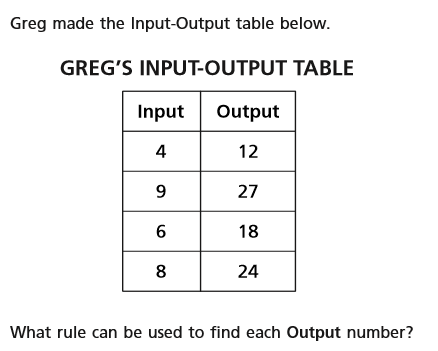 Greg made the Input-Output table below.
GREG'S INPUT-OUTPUT TABLE
Input Output
4 12
9 27
6 18
8 24
What rule can be used to find each Output number?